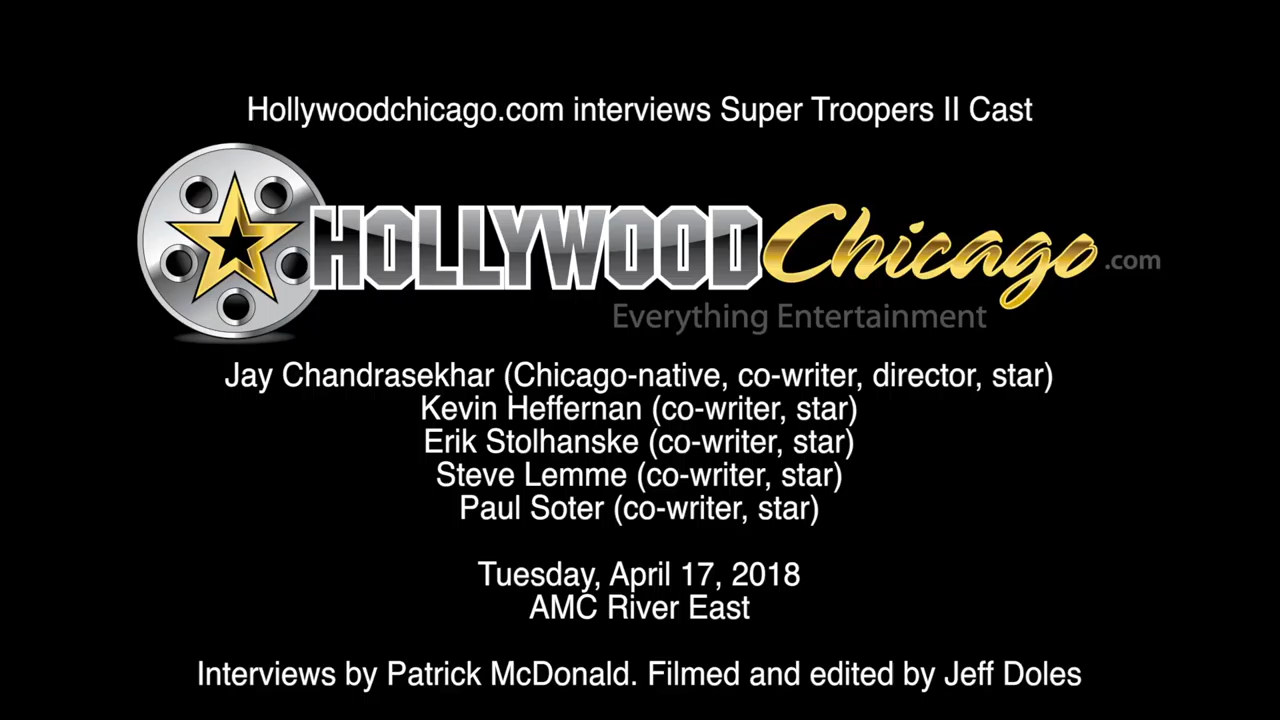 Hollywoodchicago.com interviews Super Troopers II Cast
HOLLYWOODChicago.com
Everything Entertainment
Jay Chandrasekhar (Chicago-native, co-writer, director, star)
Kevin Heffernan (co-writer, star)
Erik Stolhanske (co-writer, star)
Steve Lemme (co-writer, star)
Paul Soter (co-writer, star)
Tuesday, April 17, 2018
AMC River East
Interviews by Patrick McDonald. Filmed and edited by Jeff Doles